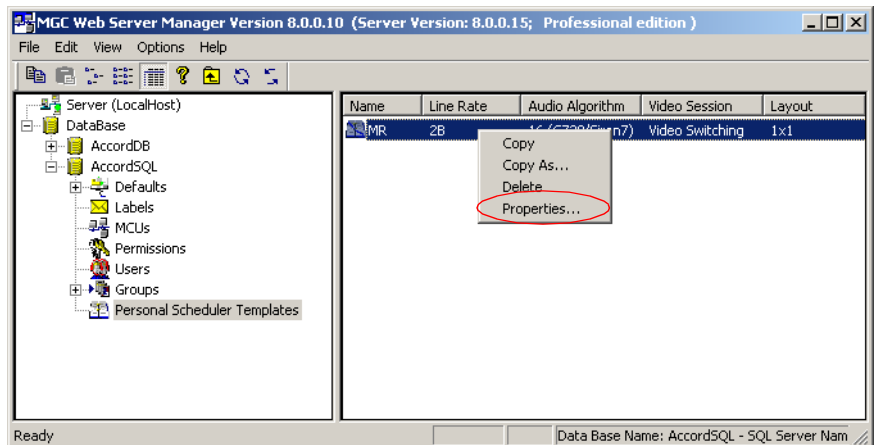 MGC Web Server Manager Version 8.0.0.10 (Server Version: 8.0.0.15; Professional edition )
File Edit View Options Help
Server (LocalHost)
DataBase
AccordDB
AccordSQL
Defaults
Labels
MCUs
Permissions
Users
Groups
Personal Scheduler Templates
Name Line Rate Audio Algorithm Video Session Layout
MR 2B Video Switching 1x1
Copy
Copy As...
Delete
Properties...
Ready
Data Base Name: AccordSQL - SQL Server Nam